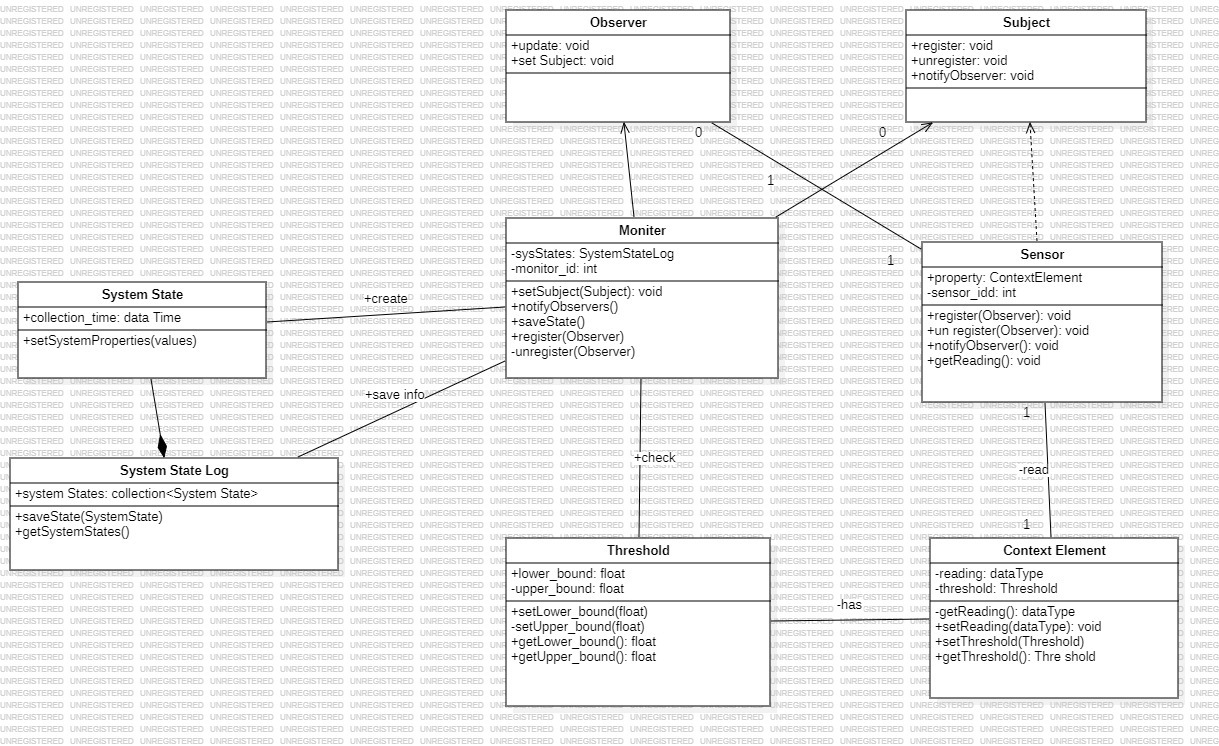 Observer
+update: void
+set Subject: void
Subject
+register: void
+unregister: void
+notifyObserver: void
0
0
1
1
Moniter
-sysStates: SystemStateLog
-monitor_id: int
+setSubject(Subject): void
+notifyObservers()
+saveState()
+register(Observer)
-unregister(Observer)
Sensor
+property: ContextElement
-sensor_idd: int
+register(Observer): void
+un register(Observer): void
+notifyObserver(): void
+getReading(): void
System State
+collection_time: data Time
+setSystemProperties(values)
+create
+save info
System State Log
+system States: collection<System State>
+saveState(SystemState)
+getSystemStates()
+check
1
-read
1
Threshold
+lower_bound: float
-upper_bound: float
+setLower_bound(float)
-setUpper_bound(float)
+getLower_bound(): float
+getUpper_bound(): float
-has
Context Element
-reading: dataType
-threshold: Threshold
-getReading(): dataType
+setReading(dataType): void
+setThreshold(Threshold)
+getThreshold(): Thre shold
UNREGISTERED